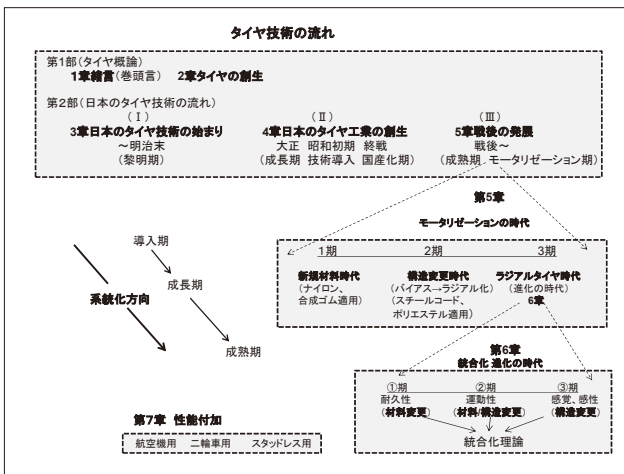 タイヤ技術の流れ
第1部(タイヤ概論)
1章緒言(巻頭言) 2章タイヤの創生
第2部(日本のタイヤ技術の流れ)
(Ⅰ) (Ⅱ) (Ⅲ)
3章日本のタイヤ技術の始まり 4章日本のタイヤ工業の創生 5章戦後の発展
~明治末 大正 昭和初期 終戦 戦後~
(黎明期) (成長期 技術導入 国産化期) (成熟期 モータリゼーション期)
第5章
モータリゼーションの時代
1期 2期 3期
新規材料時代 構造変更時代 ラジアルタイヤ時代
(ナイロン、 (バイアス→ラジアル化) (進化の時代)
合成ゴム適用) (スチールコード、 6章
ポリエステル適用)
導入期
成長期
系統化方向
成熟期
第6章
統合化 進化の時代
①期 ②期 ③期
耐久性 運動性 感覚、感性
(材料変更) (材料/構造変更) (構造変更)
統合化理論
第7章 性能付加
航空機用 二輪車用 スタッドレス用